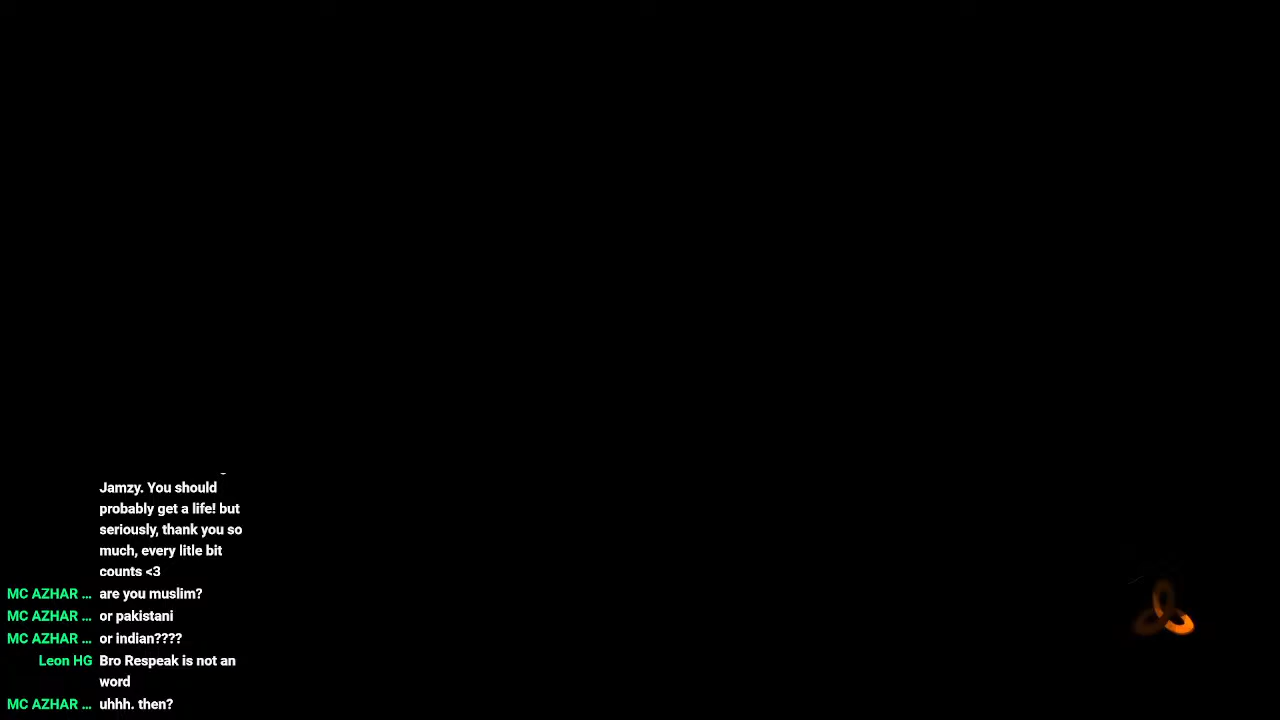 Jamzy. You should
probably get a life! but
seriously, thank you so
much, every litle bit
counts <3
MC AZHAR ... are you muslim?
MC AZHAR ... or pakistani
MC AZHAR ... or indian????
Leon HG Bro Respeak is not an
word
MC AZHAR ... uhhh. then?